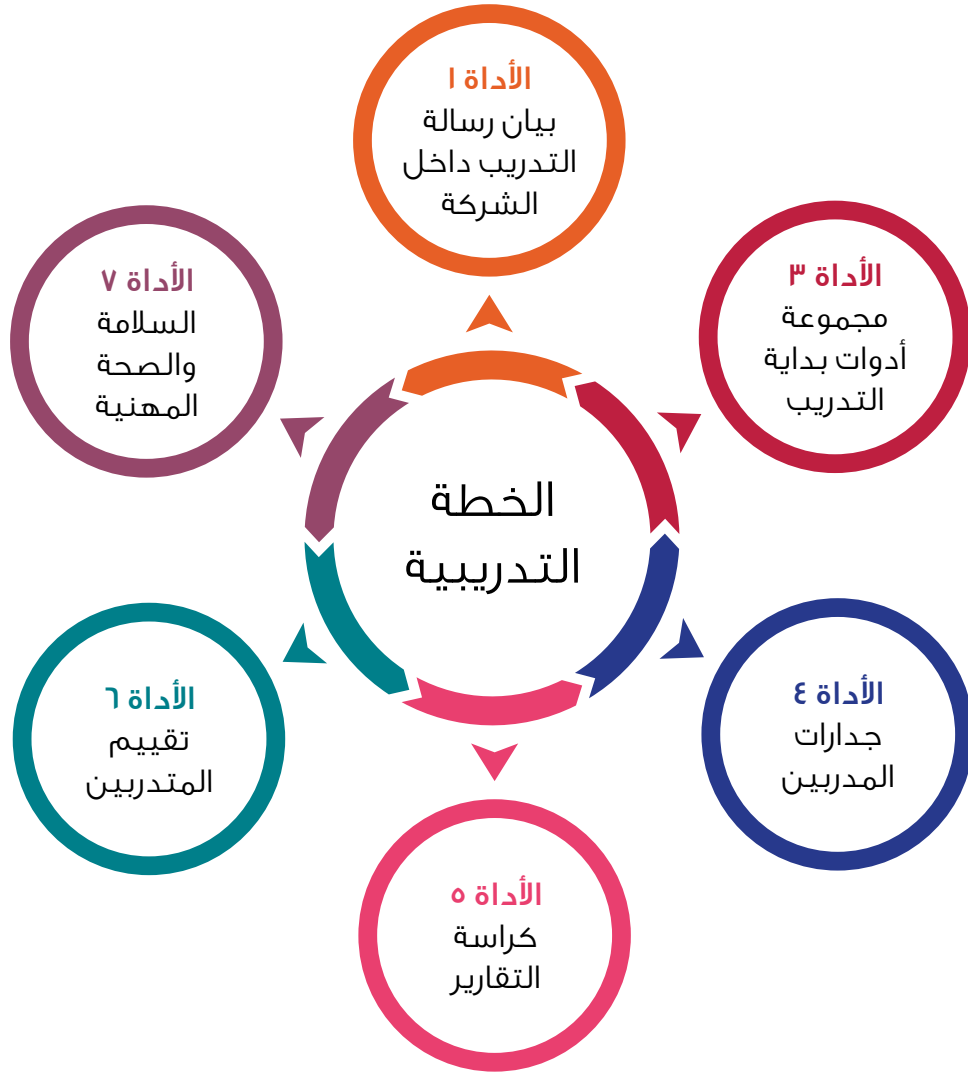 الأداة ١
بيان رسالة
التدريب داخل
الشركة
الأداة ٣
مجموعة
أدوات بداية
التدريب
الأداة ٤
جدارات
المدربين
الأداة ٥
كراسة
التقارير
الأداة ٦
تقييم
المتدربين
الأداة ٧
السلامة
والصحة
المهنية
الخطة
التدريبية